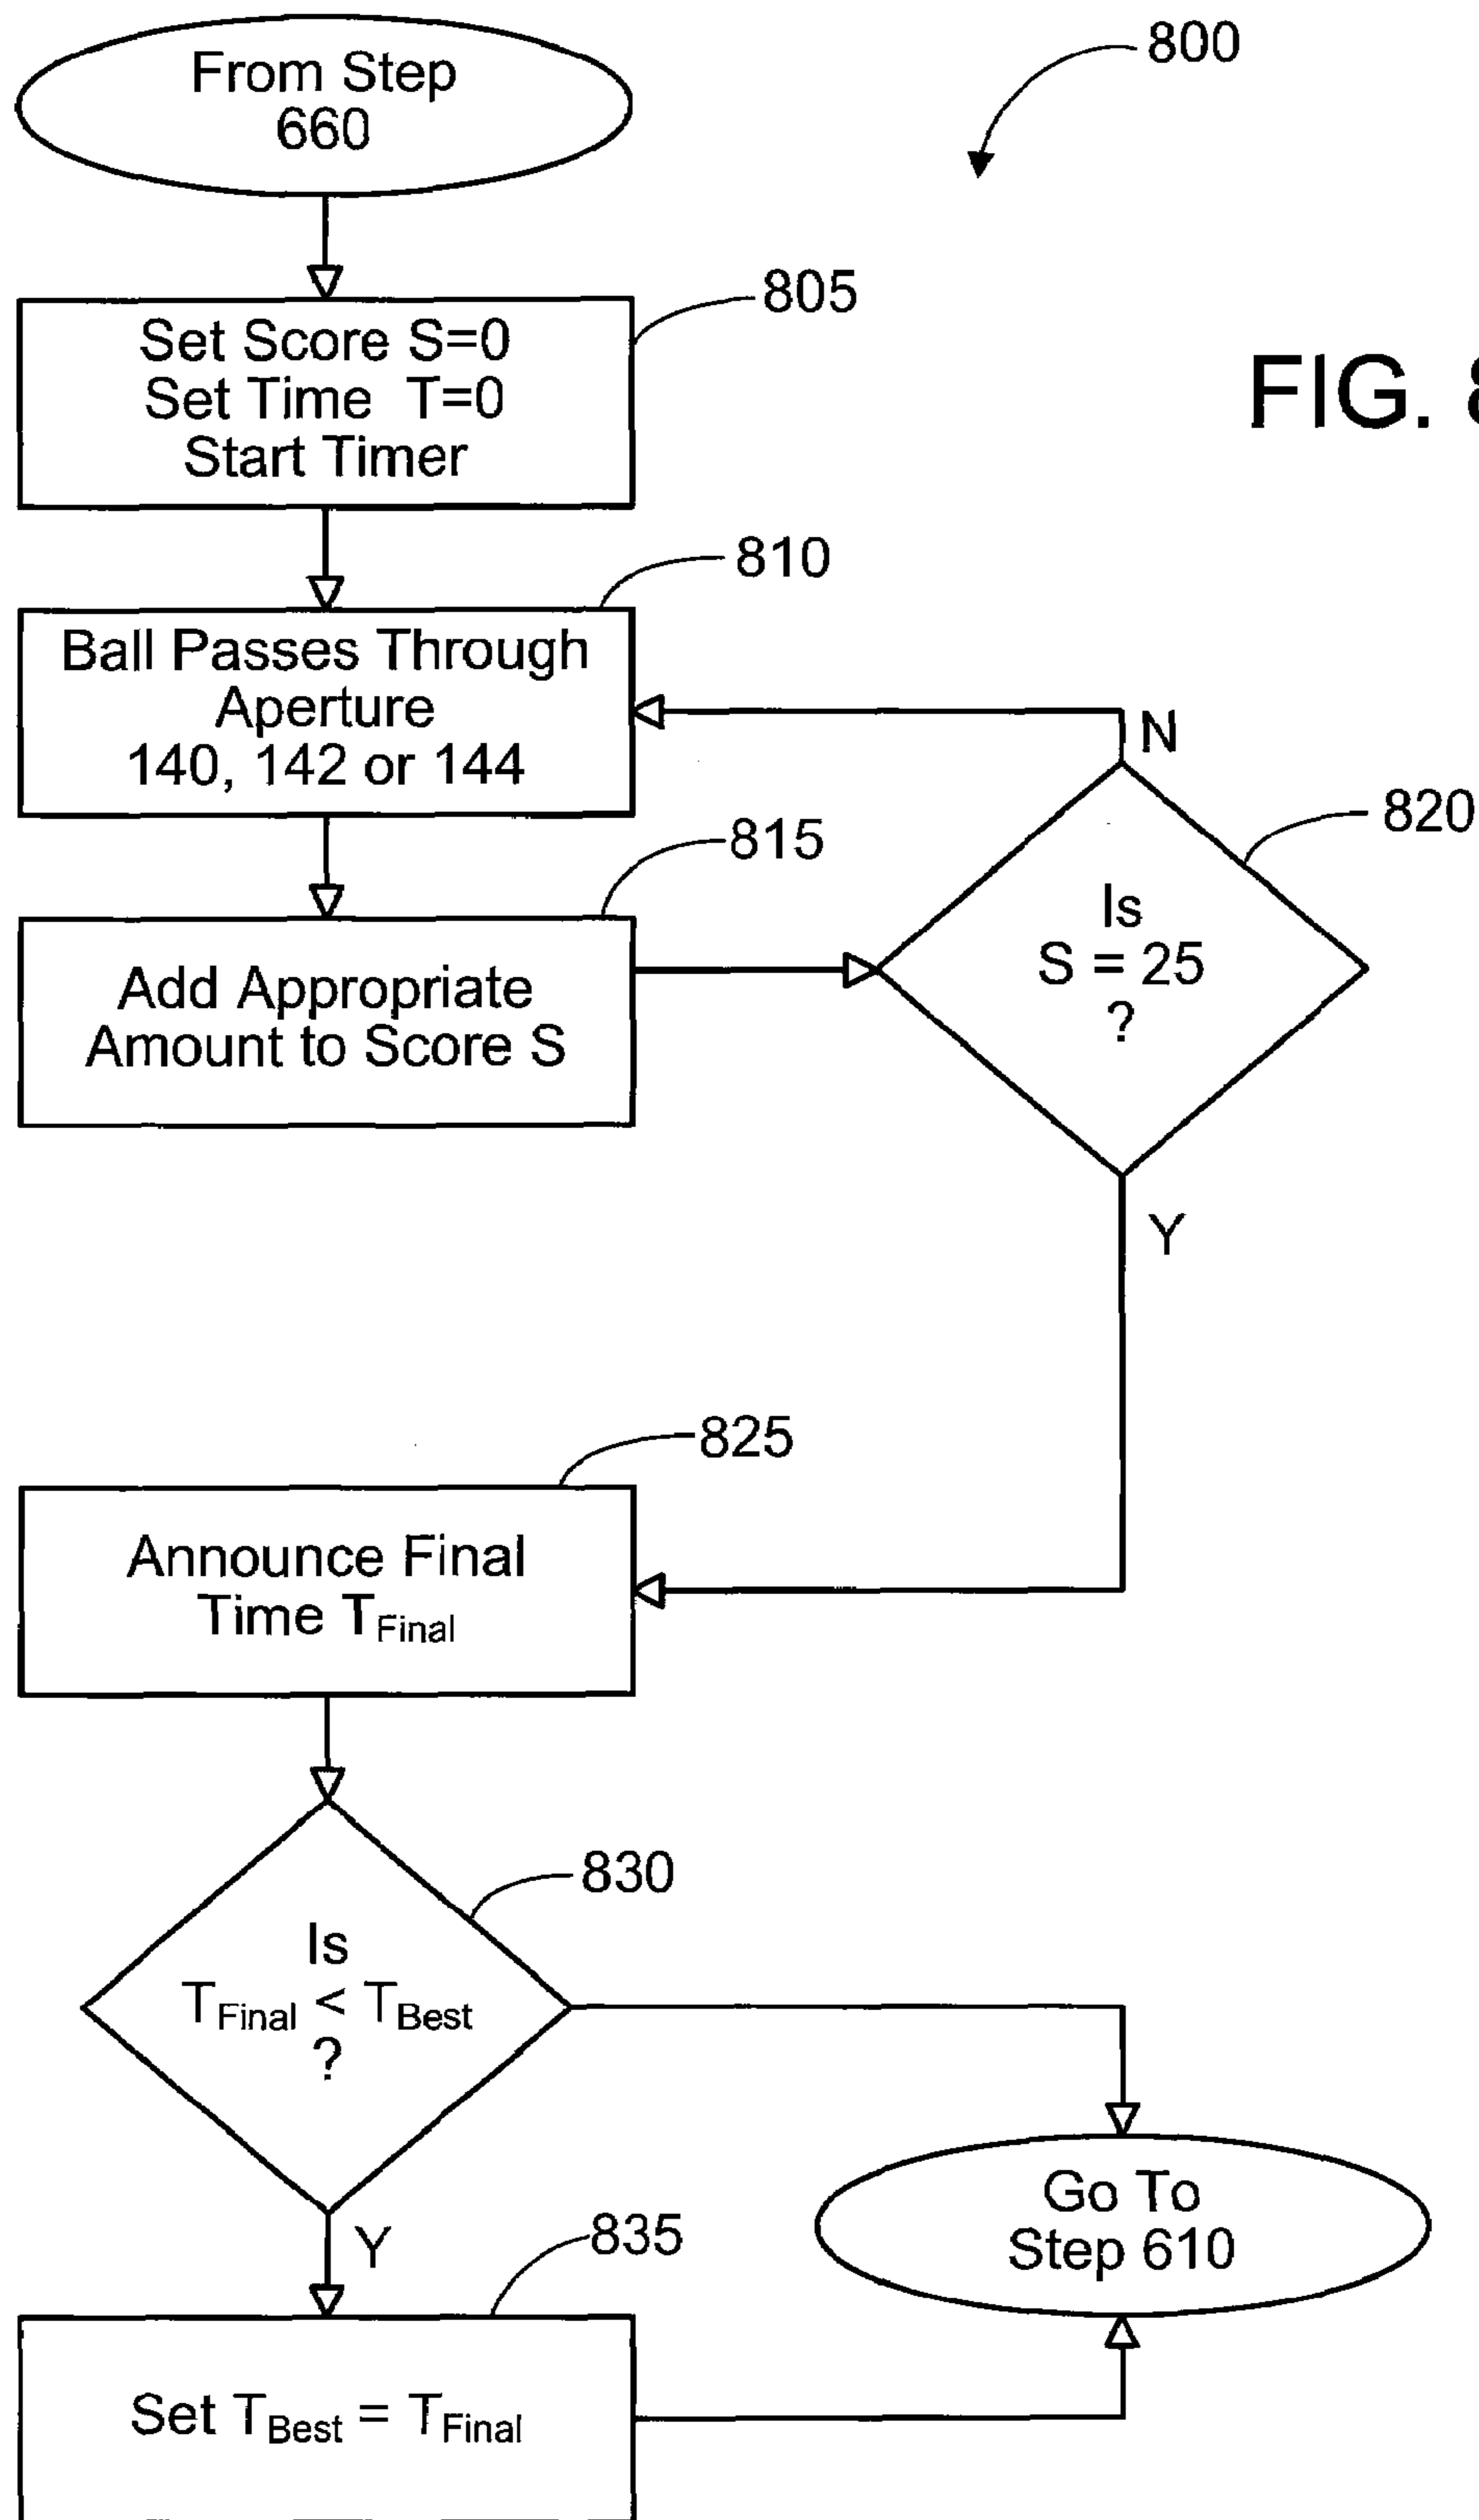 From Step
660
800
805
Set Score S=0
Set Time T=0
Start Timer
FIG. 8
810
Ball Passes Through
Aperture
140, 142 or 144
N
820
815
Add Appropriate
Amount to Score S
Is
S = 25
?
Y
825
Announce Final
Time TFinal
830
Is
TFinal < TBest
?
Y
835
Go To
Step 610
Set TBest = TFinal